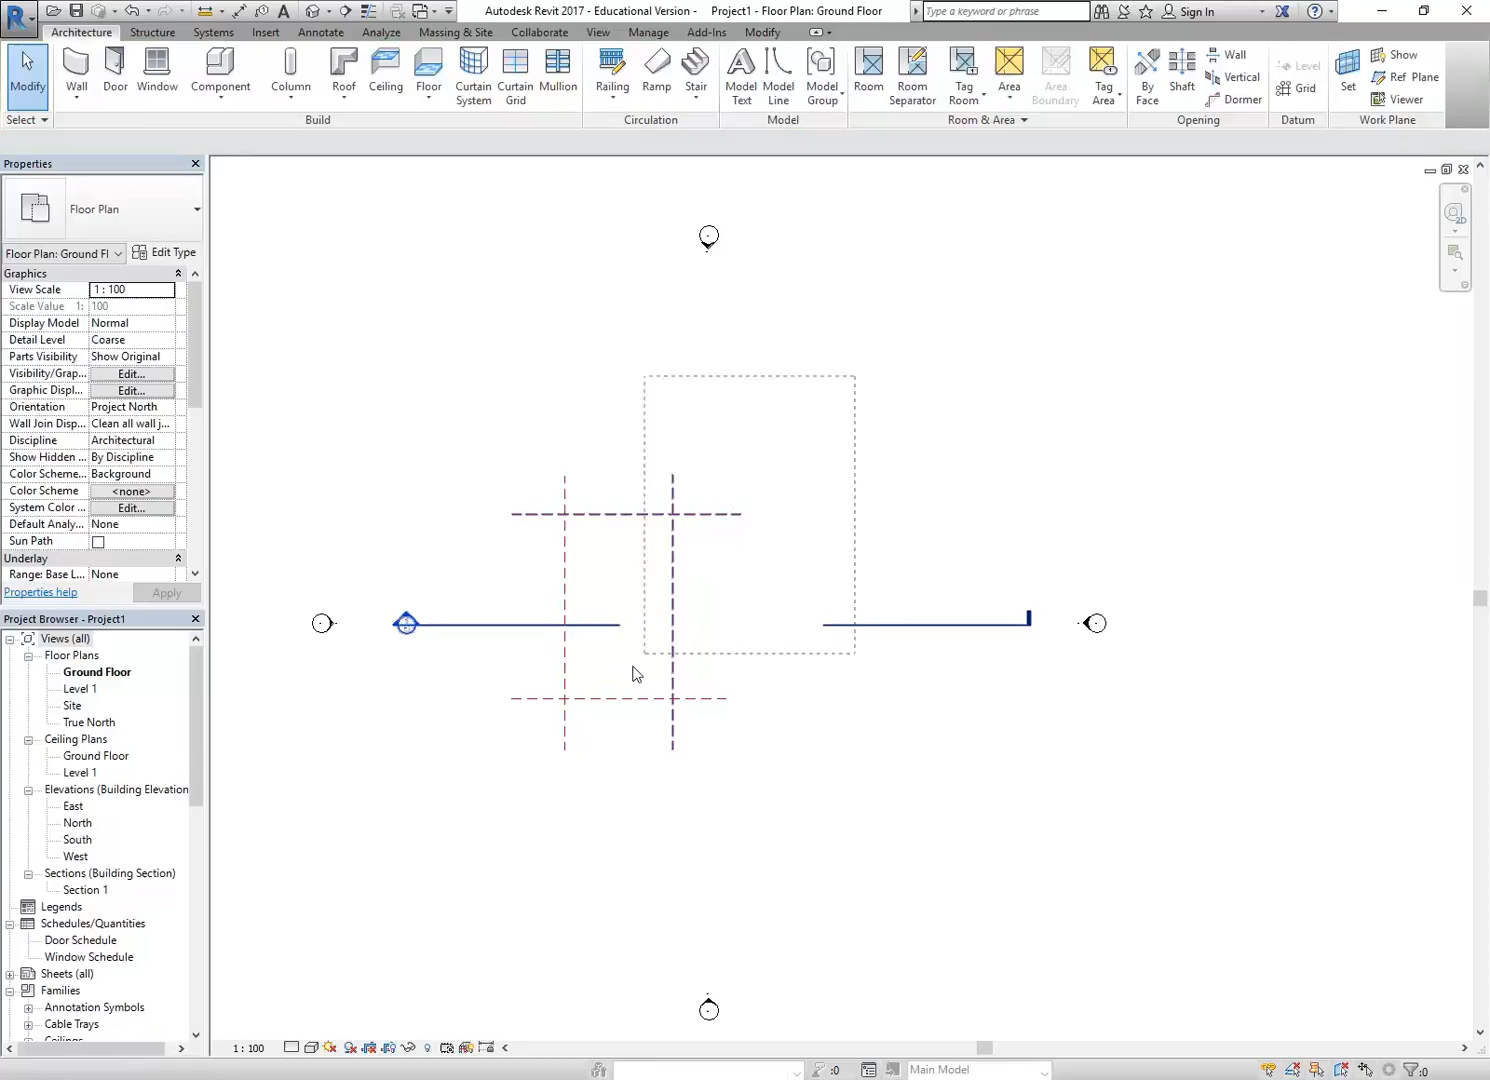 Autodesk Revit 2017 - Educational Version - Project1 - Floor Plan: Ground Floor
Type a keyword or phrase
Sign In
Architecture Structure Systems Insert Annotate Analyze Massing & Site Collaborate View Manage Add-Ins Modify
Modify Wall Door Window Component Column Roof Ceiling Floor Curtain System Curtain Grid Mullion Railing Ramp Stair Model Text Model Line Model Group Room Room Separator Tag Room Area Area Boundary Tag Area By Face Shaft Wall Vertical Dormer Level Grid Set Show Ref Plane Viewer
Select Build Circulation Model Room & Area Opening Datum Work Plane
Properties
Floor Plan
Floor Plan: Ground Fl Edit Type
Graphics
View Scale 1 : 100
Scale Value 1: 100
Display Model Normal
Detail Level Coarse
Parts Visibility Show Original
Visibility/Grap... Edit...
Graphic Displ... Edit...
Orientation Project North
Wall Join Disp... Clean all wall j...
Discipline Architectural
Show Hidden ... By Discipline
Color Scheme... Background
Color Scheme <none>
System Color ... Edit...
Default Analy... None
Sun Path
Underlay
Range: Base L... None
Properties help Apply
Project Browser - Project1
Views (all)
Floor Plans
Ground Floor
Level 1
Site
True North
Ceiling Plans
Ground Floor
Level 1
Elevations (Building Elevation
East
North
South
West
Sections (Building Section)
Section 1
Legends
Schedules/Quantities
Door Schedule
Window Schedule
Sheets (all)
Families
Annotation Symbols
Cable Trays
1 : 100
:0 Main Model :0